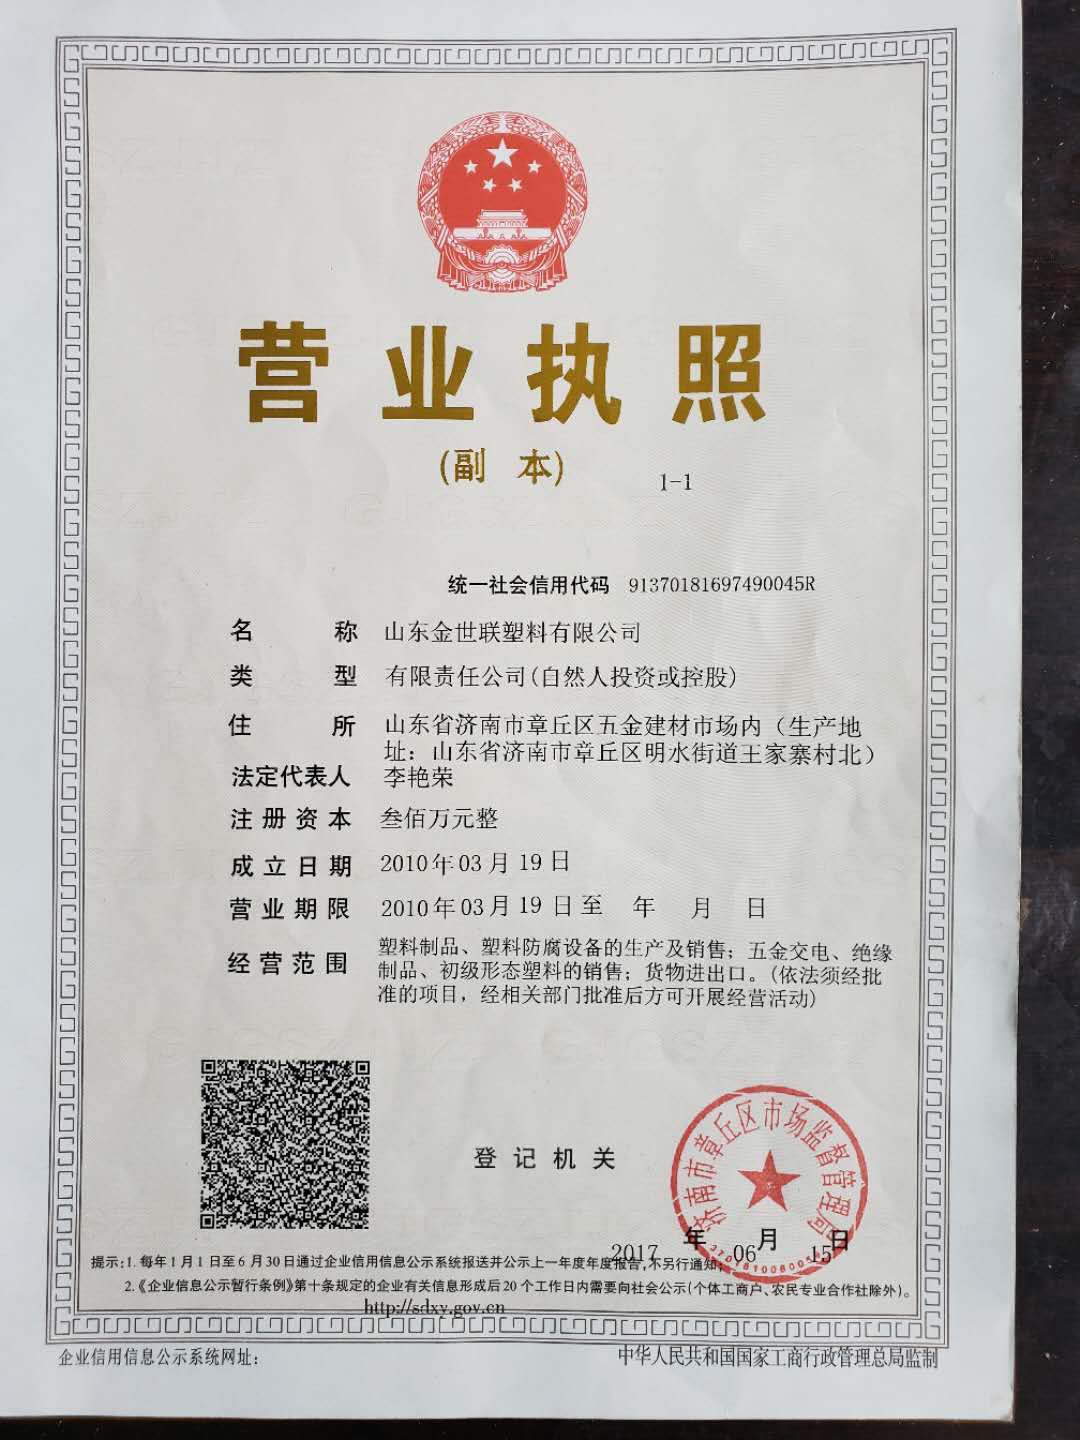 营业执照
(副 本)
1-1
统一社会信用代码 91370181697490045R
名 称 山东金世联塑料有限公司
类 型 有限责任公司(自然人投资或控股)
住 所 山东省济南市章丘区五金建材市场内（生产地
址：山东省济南市章丘区明水街道王家寨村北）
法定代表人 李艳荣
注册资本 叁佰万元整
成立日期 2010年03月19日
营业期限 2010年03月19日至 年 月 日
经营范围 塑料制品、塑料防腐设备的生产及销售；五金交电、绝缘
制品、初级形态塑料的销售；货物进出口。(依法须经批
准的项目，经相关部门批准后方可开展经营活动)
登记机关
济南市章丘区市场监督管理局
2017年06月15日
提示:1.每年1月1日至6月30日通过企业信用信息公示系统报送并公示上一年度年度报告,不另行通知;
2.《企业信息公示暂行条例》第十条规定的企业有关信息形成后20个工作日内需要向社会公示(个体工商户、农民专业合作社除外)。
http://sdxy.gov.cn
企业信用信息公示系统网址:
中华人民共和国国家工商行政管理总局监制